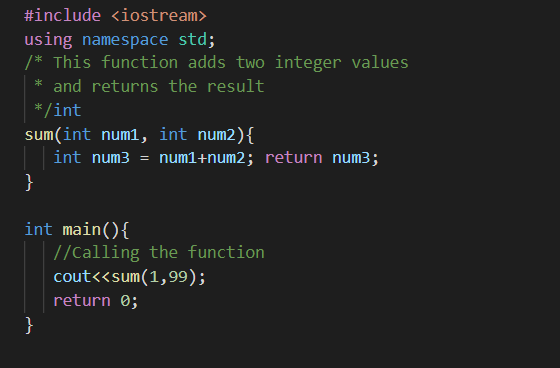 #include <iostream>
using namespace std;
/* This function adds two integer values
 * and returns the result
 */int
sum(int num1, int num2){
   int num3 = num1+num2; return num3;
}

int main(){
   //Calling the function
   cout<<sum(1,99);
   return 0;
}